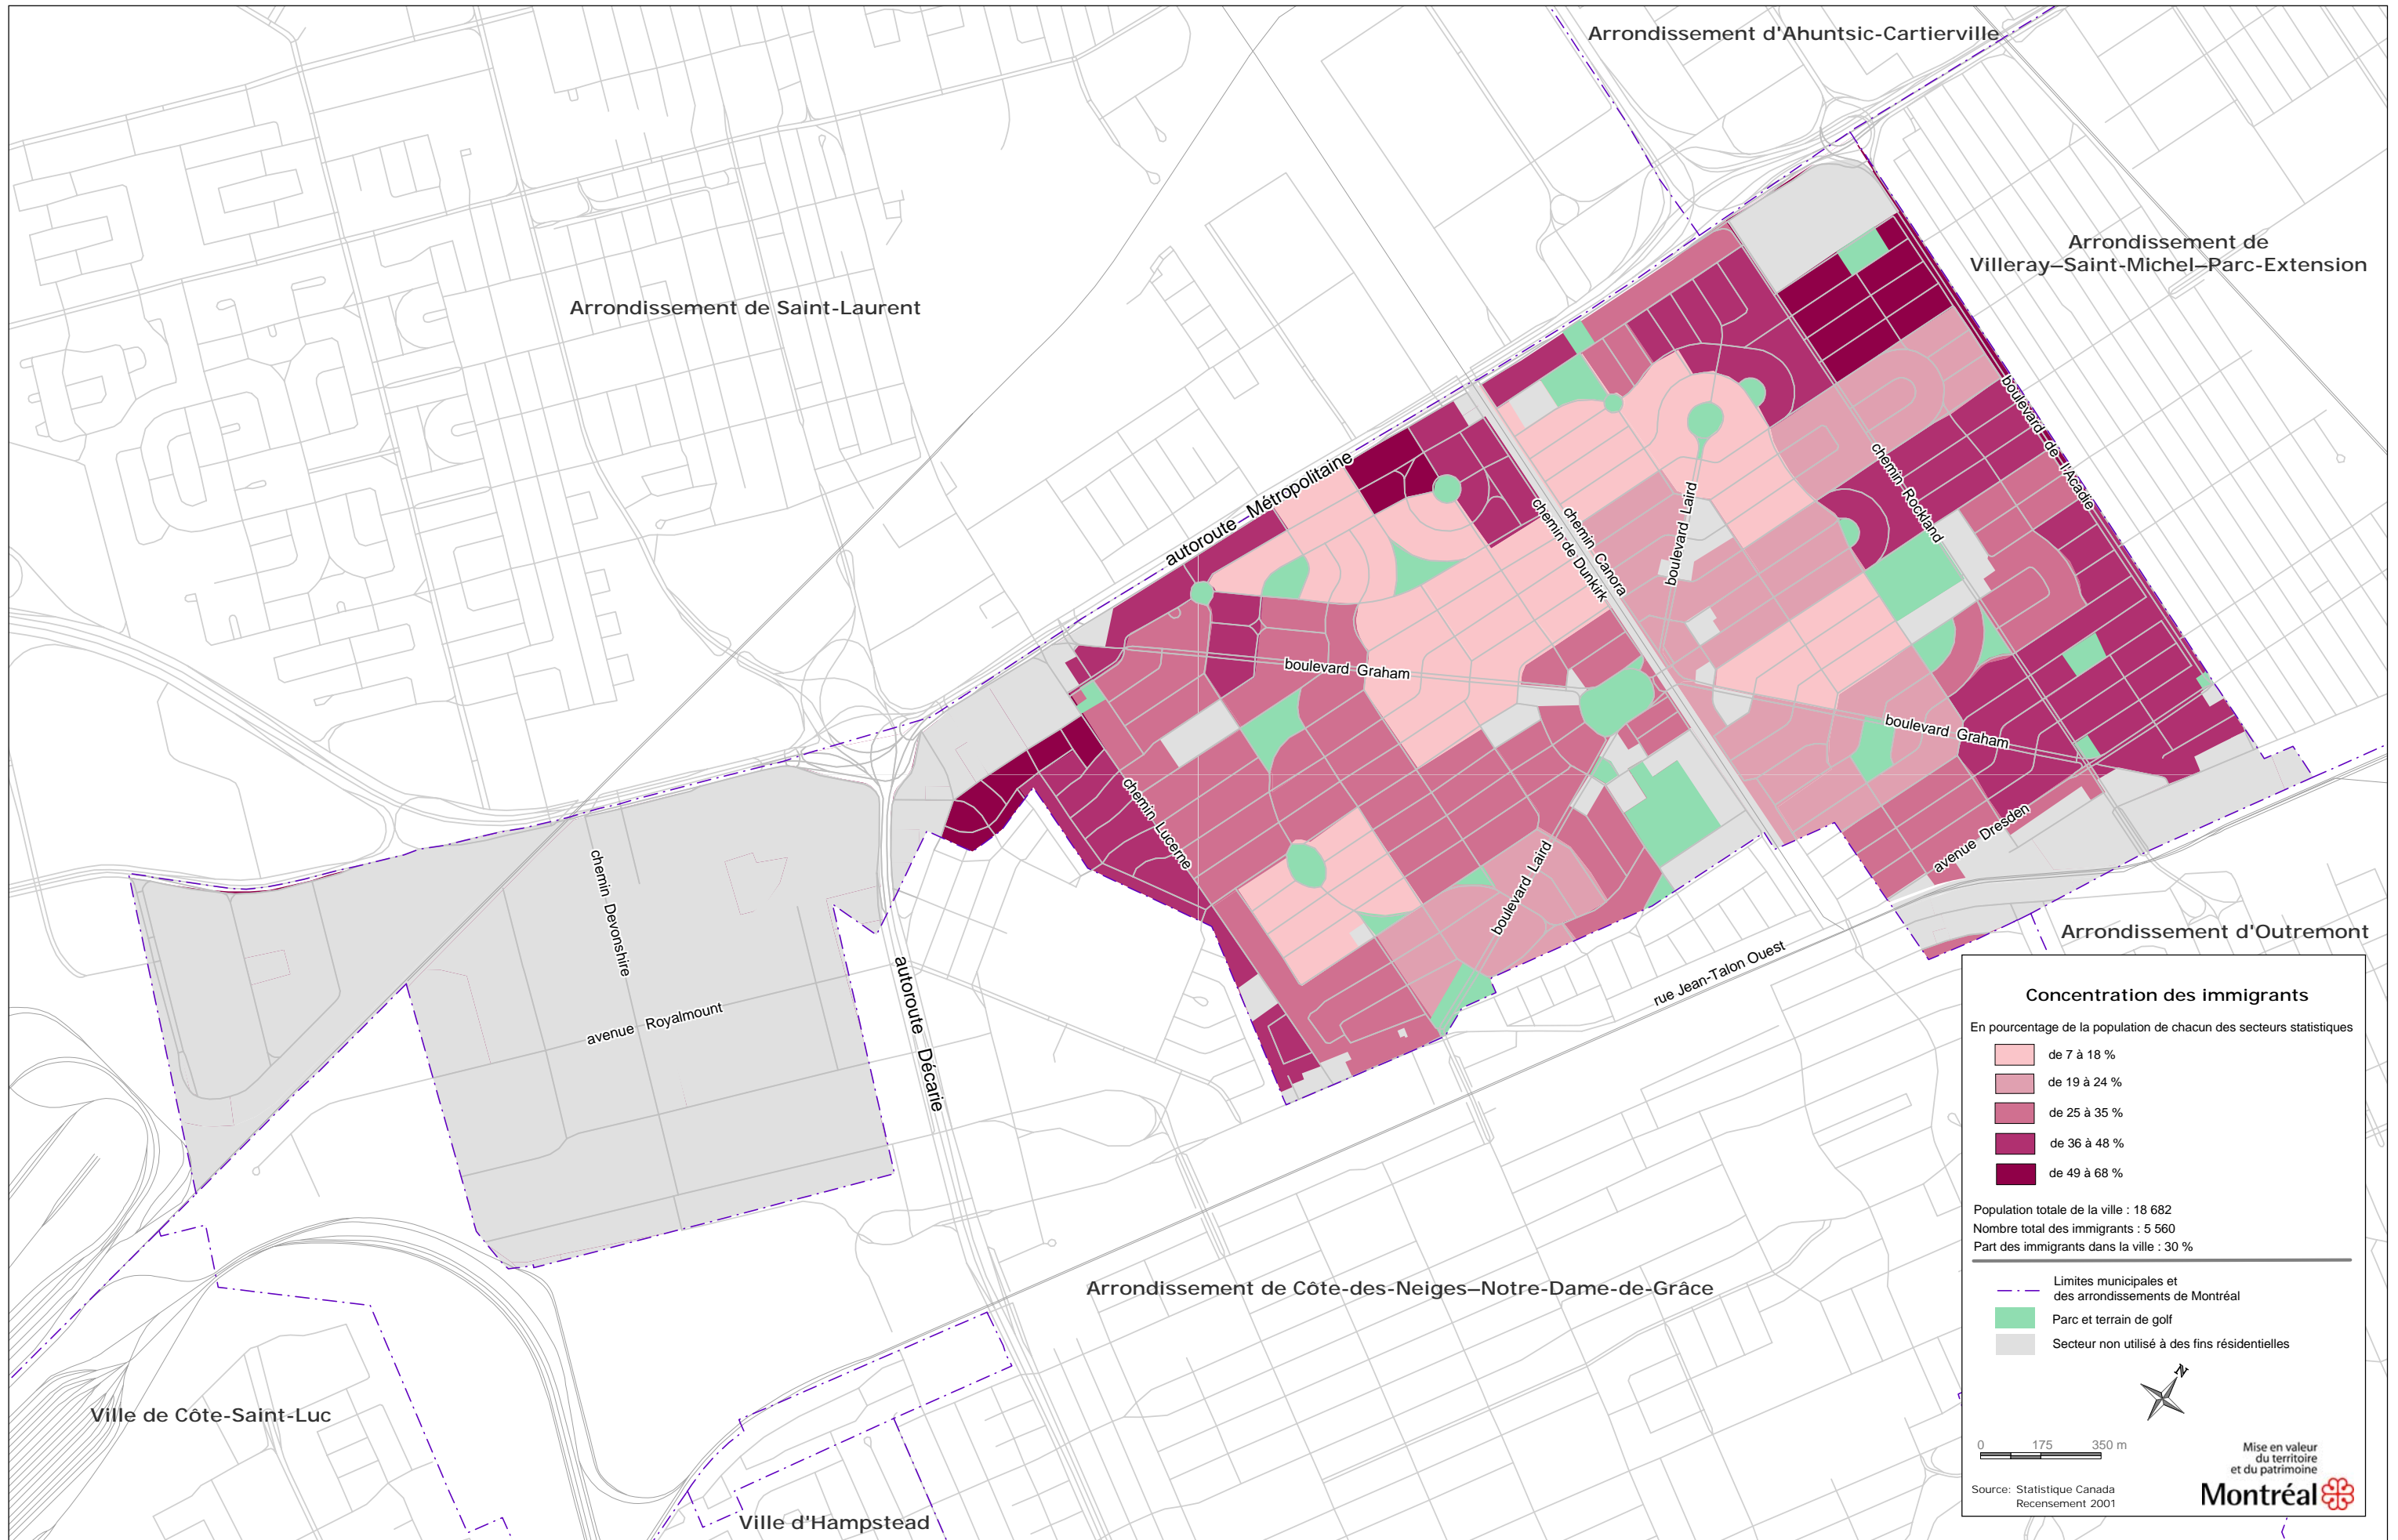 Arrondissement d'Ahuntsic-Cartierville
Arrondissement de
Villeray–Saint-Michel–Parc-Extension
Arrondissement de Saint-Laurent
boulevard de l'Acadie
chemin Rockland
autoroute Métropolitaine
boulevard Laird
chemin Canora
chemin de Dunkirk
boulevard Graham
boulevard Graham
chemin Lucerne
avenue Dresden
boulevard Laird
chemin Devonshire
avenue Royalmount
autoroute Décarie
rue Jean-Talon Ouest
Arrondissement d'Outremont
Arrondissement de Côte-des-Neiges–Notre-Dame-de-Grâce
Ville de Côte-Saint-Luc
Ville d'Hampstead
Concentration des immigrants
En pourcentage de la population de chacun des secteurs statistiques
de 7 à 18 %
de 19 à 24 %
de 25 à 35 %
de 36 à 48 %
de 49 à 68 %
Population totale de la ville : 18 682
Nombre total des immigrants : 5 560
Part des immigrants dans la ville : 30 %
Limites municipales et
des arrondissements de Montréal
Parc et terrain de golf
Secteur non utilisé à des fins résidentielles
N
0 175 350 m
Mise en valeur
du territoire
et du patrimoine
Source: Statistique Canada
Recensement 2001
Montréal